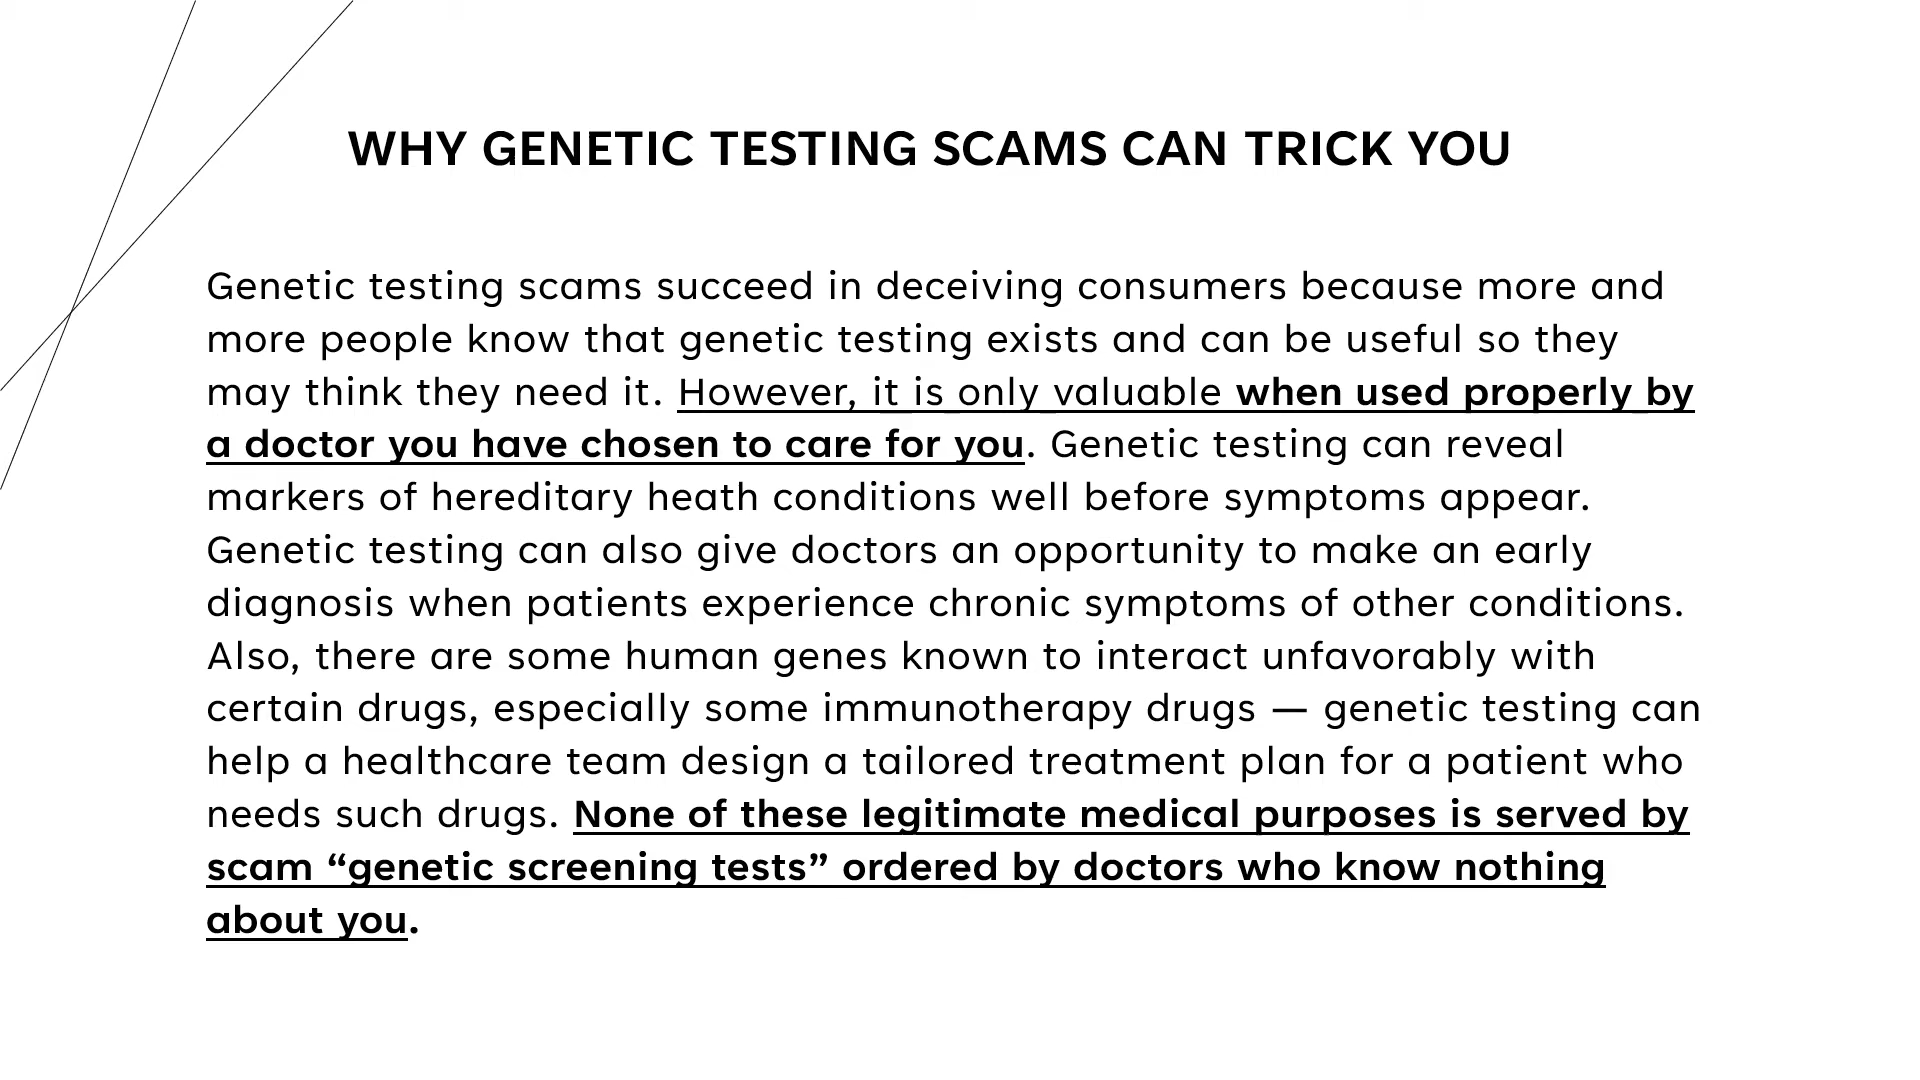 WHY GENETIC TESTING SCAMS CAN TRICK YOU
Genetic testing scams succeed in deceiving consumers because more and
more people know that genetic testing exists and can be useful so they
may think they need it. However, it is only valuable when used properly by
a doctor you have chosen to care for you. Genetic testing can reveal
markers of hereditary heath conditions well before symptoms appear.
Genetic testing can also give doctors an opportunity to make an early
diagnosis when patients experience chronic symptoms of other conditions.
Also, there are some human genes known to interact unfavorably with
certain drugs, especially some immunotherapy drugs — genetic testing can
help a healthcare team design a tailored treatment plan for a patient who
needs such drugs. None of these legitimate medical purposes is served by
scam “genetic screening tests” ordered by doctors who know nothing
about you.